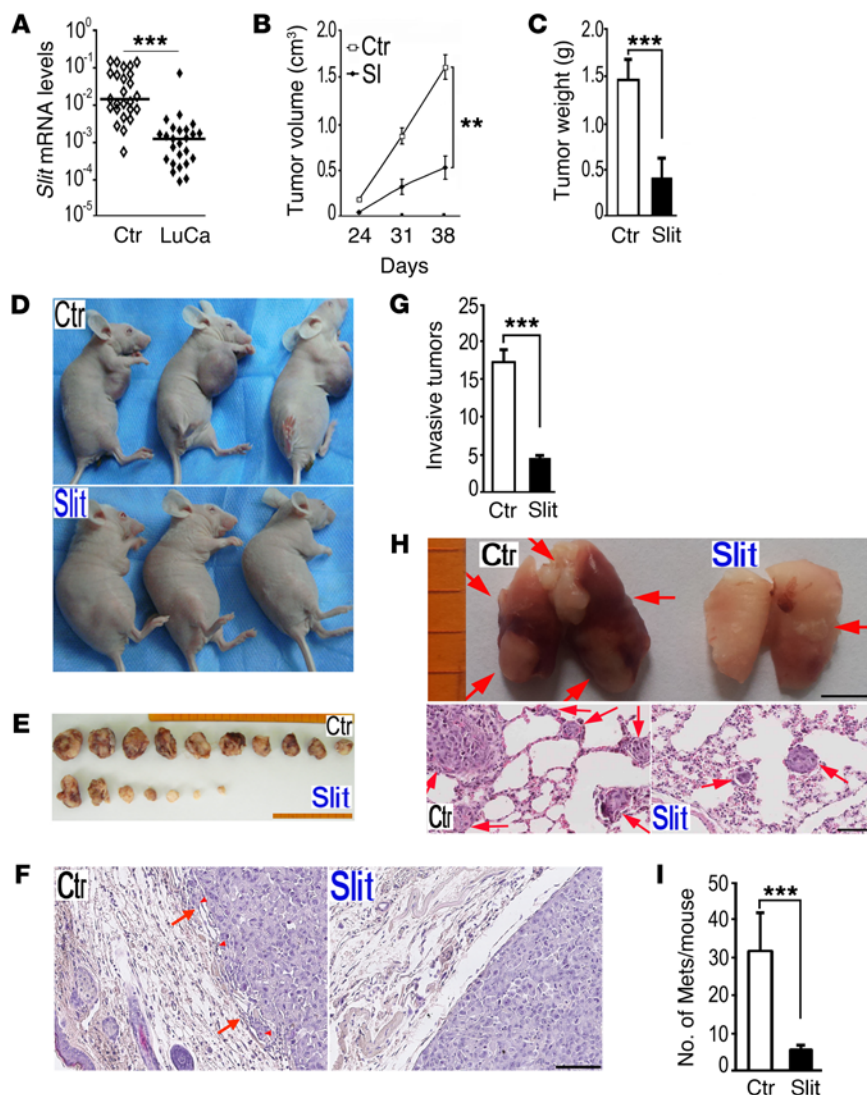 A
Slit mRNA levels
10⁰
10⁻¹
10⁻²
10⁻³
10⁻⁴
10⁻⁵
***
Ctr LuCa
B
Tumor volume (cm³)
2.0
1.5
1.0
0.5
0
Ctr
Sl
**
24 31 38
Days
C
Tumor weight (g)
2.0
1.5
1.0
0.5
0
***
Ctr Slit
D
Ctr
Slit
E
Ctr
Slit
F
Ctr
Slit
G
Invasive tumors
25
20
15
10
5
0
***
Ctr Slit
H
Ctr
Slit
Ctr
Slit
I
No. of Mets/mouse
50
40
30
20
10
0
***
Ctr Slit